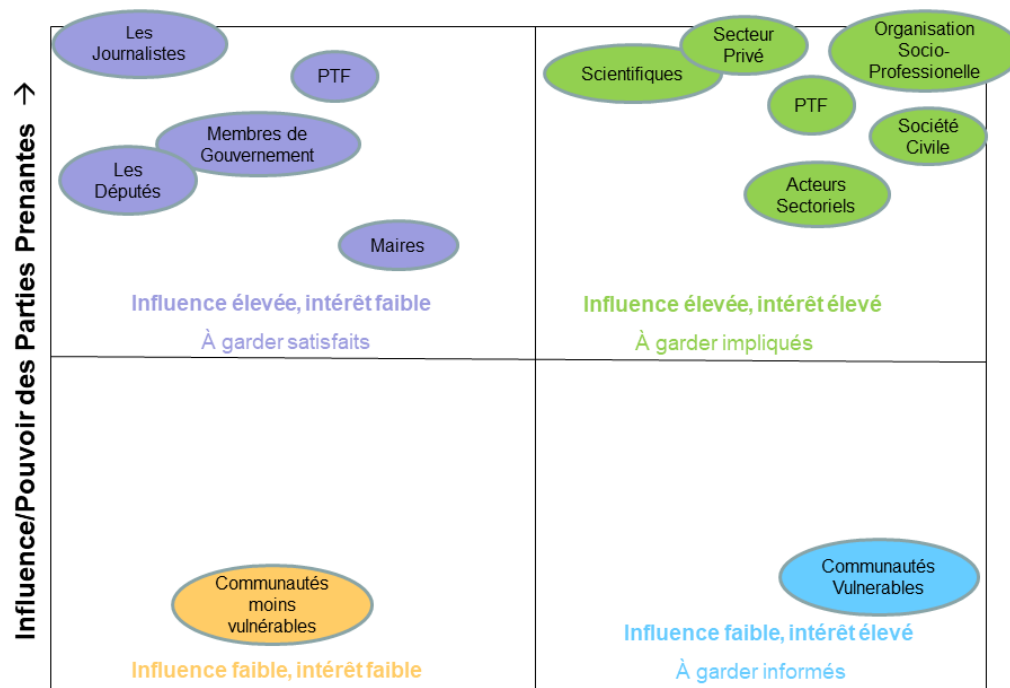 Influence/Pouvoir des Parties Prenantes →
Les
Journalistes
PTF
Membres de
Gouvernement
Les
Députés
Maires
Influence élevée, intérêt faible
À garder satisfaits
Scientifiques
Secteur
Privé
Organisation
Socio-
Professionelle
PTF
Société
Civile
Acteurs
Sectoriels
Influence élevée, intérêt élevé
À garder impliqués
Communautés
moins
vulnérables
Influence faible, intérêt faible
Communautés
Vulnerables
Influence faible, intérêt élevé
À garder informés